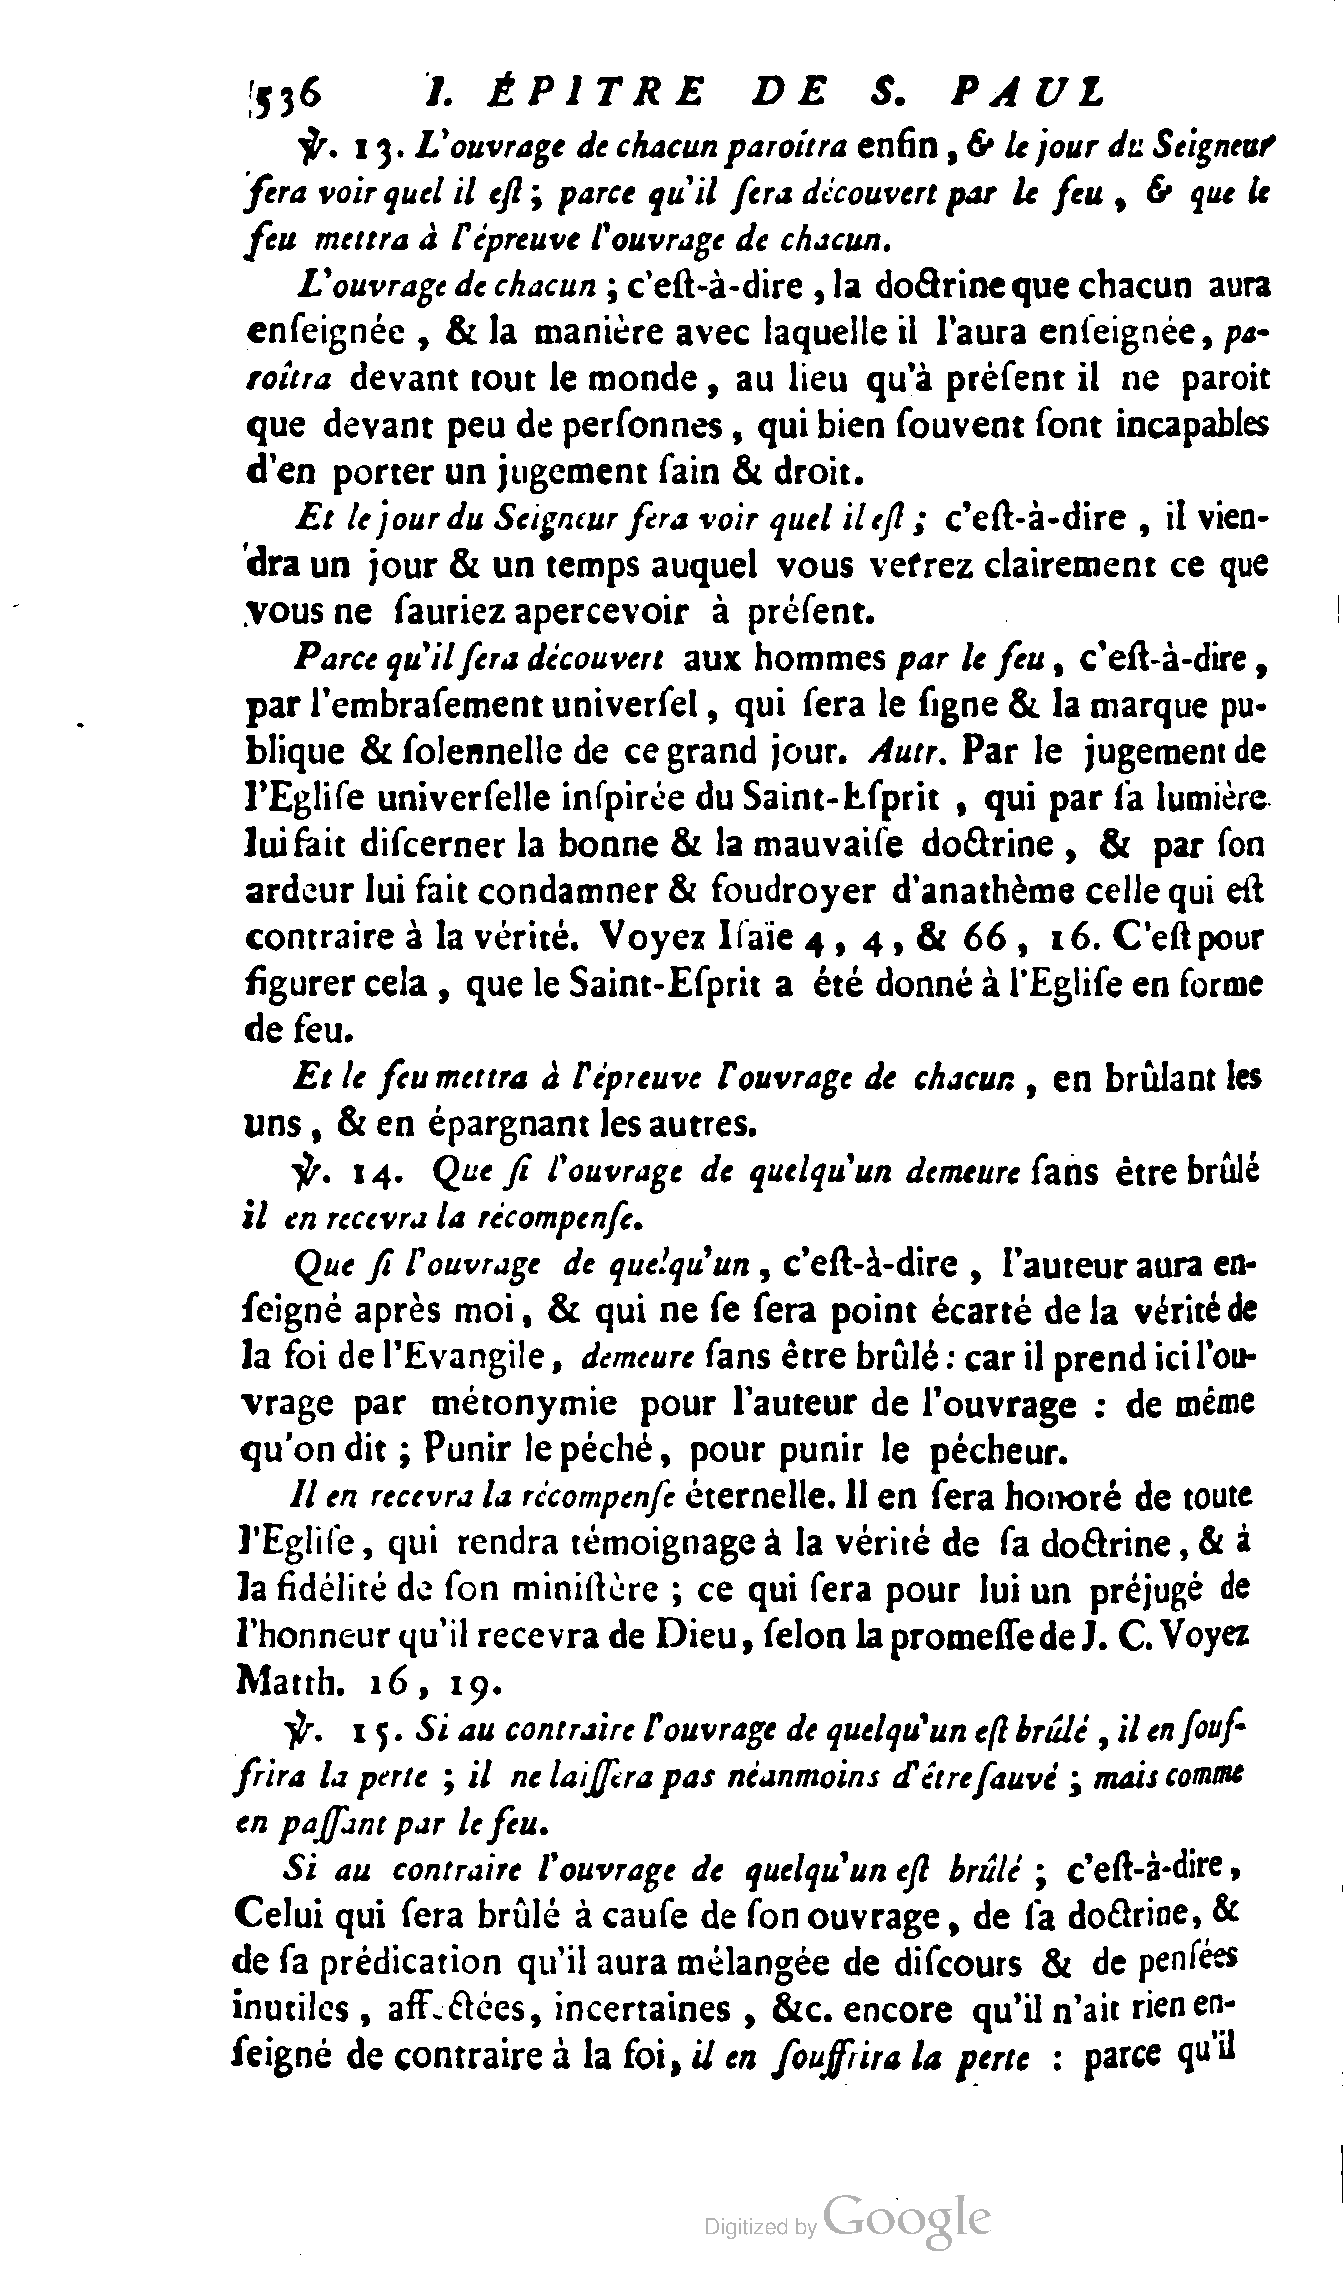 536 I. ÉPITRE DE S. PAUL
℣. 13. L'ouvrage de chacun paroîtra enfin, & le jour du Seigneur
fera voir quel il eſt; parce qu'il ſera découvert par le feu, & que le
feu mettra à l'épreuve l'ouvrage de chacun.
L'ouvrage de chacun; c'eſt-à-dire, la doctrine que chacun aura
enſeignée, & la manière avec laquelle il l'aura enſeignée, pa-
roîtra devant tout le monde, au lieu qu'à préſent il ne paroit
que devant peu de perſonnes, qui bien ſouvent ſont incapables
d'en porter un jugement ſain & droit.
Et le jour du Seigneur fera voir quel il eſt; c'eſt-à-dire, il vien-
dra un jour & un temps auquel vous verrez clairement ce que
vous ne ſauriez apercevoir à préſent.
Parce qu'il ſera découvert aux hommes par le feu, c'eſt-à-dire,
par l'embraſement univerſel, qui ſera le ſigne & la marque pu-
blique & ſolennelle de ce grand jour. Autr. Par le jugement de
l'Egliſe univerſelle inſpirée du Saint-Eſprit, qui par ſa lumière
lui fait diſcerner la bonne & la mauvaiſe doctrine, & par ſon
ardeur lui fait condamner & foudroyer d'anathème celle qui eſt
contraire à la vérité. Voyez Iſaïe 4, 4, & 66, 16. C'eſt pour
figurer cela, que le Saint-Eſprit a été donné à l'Egliſe en forme
de feu.
Et le feu mettra à l'épreuve l'ouvrage de chacun, en brûlant les
uns, & en épargnant les autres.
℣. 14. Que ſi l'ouvrage de quelqu'un demeure ſans être brûlé
il en recevra la récompenſe.
Que ſi l'ouvrage de quelqu'un, c'eſt-à-dire, l'auteur aura en-
ſeigné après moi, & qui ne ſe ſera point écarté de la vérité de
la foi de l'Evangile, demeure ſans être brûlé: car il prend ici l'ou-
vrage par métonymie pour l'auteur de l'ouvrage: de même
qu'on dit; Punir le péché, pour punir le pécheur.
Il en recevra la récompenſe éternelle. Il en ſera honoré de toute
l'Egliſe, qui rendra témoignage à la vérité de ſa doctrine, & à
la fidélité de ſon miniſtère; ce qui ſera pour lui un préjugé de
l'honneur qu'il recevra de Dieu, ſelon la promeſſe de J. C. Voyez
Matth. 16, 19.
℣. 15. Si au contraire l'ouvrage de quelqu'un eſt brûlé, il en ſouf-
frira la perte; il ne laiſſera pas néanmoins d'être ſauvé; mais comme
en paſſant par le feu.
Si au contraire l'ouvrage de quelqu'un eſt brûlé; c'eſt-à-dire,
Celui qui ſera brûlé à cauſe de ſon ouvrage, de ſa doctrine, &
de ſa prédication qu'il aura mélangée de diſcours & de penſées
inutiles, affectées, incertaines, &c. encore qu'il n'ait rien en-
ſeigné de contraire à la foi, il en ſouffrira la perte: parce qu'il
Digitized by Google